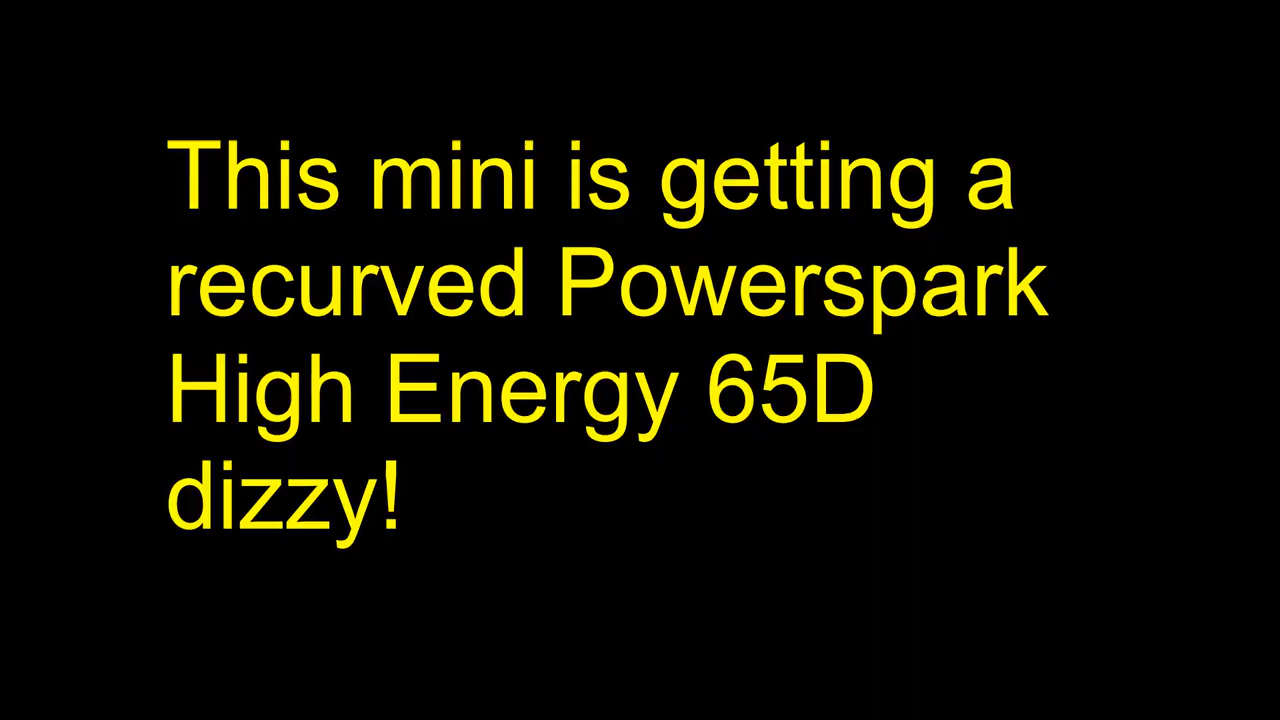 This mini is getting a
recurved Powerspark
High Energy 65D
dizzy!